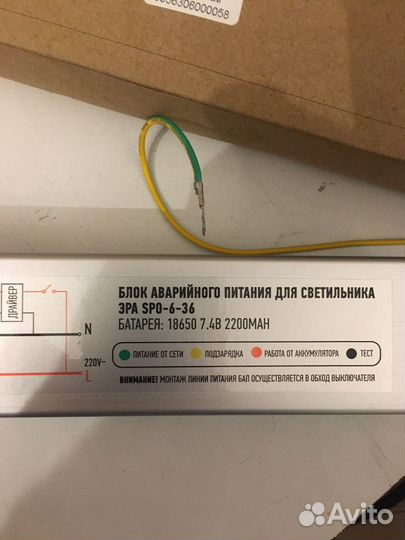 9696306000058
ДРАЙВЕР
N
220V~
L
БЛОК АВАРИЙНОГО ПИТАНИЯ ДЛЯ СВЕТИЛЬНИКА
ЭРА SPO-6-36
БАТАРЕЯ: 18650 7.4В 2200МАН
ПИТАНИЕ ОТ СЕТИ
ПОДЗАРЯДКА
РАБОТА ОТ АККУМУЛЯТОРА
ТЕСТ
ВНИМАНИЕ! МОНТАЖ ЛИНИИ ПИТАНИЯ БАП ОСУЩЕСТВЛЯЕТСЯ В ОБХОД ВЫКЛЮЧАТЕЛЯ
Avito